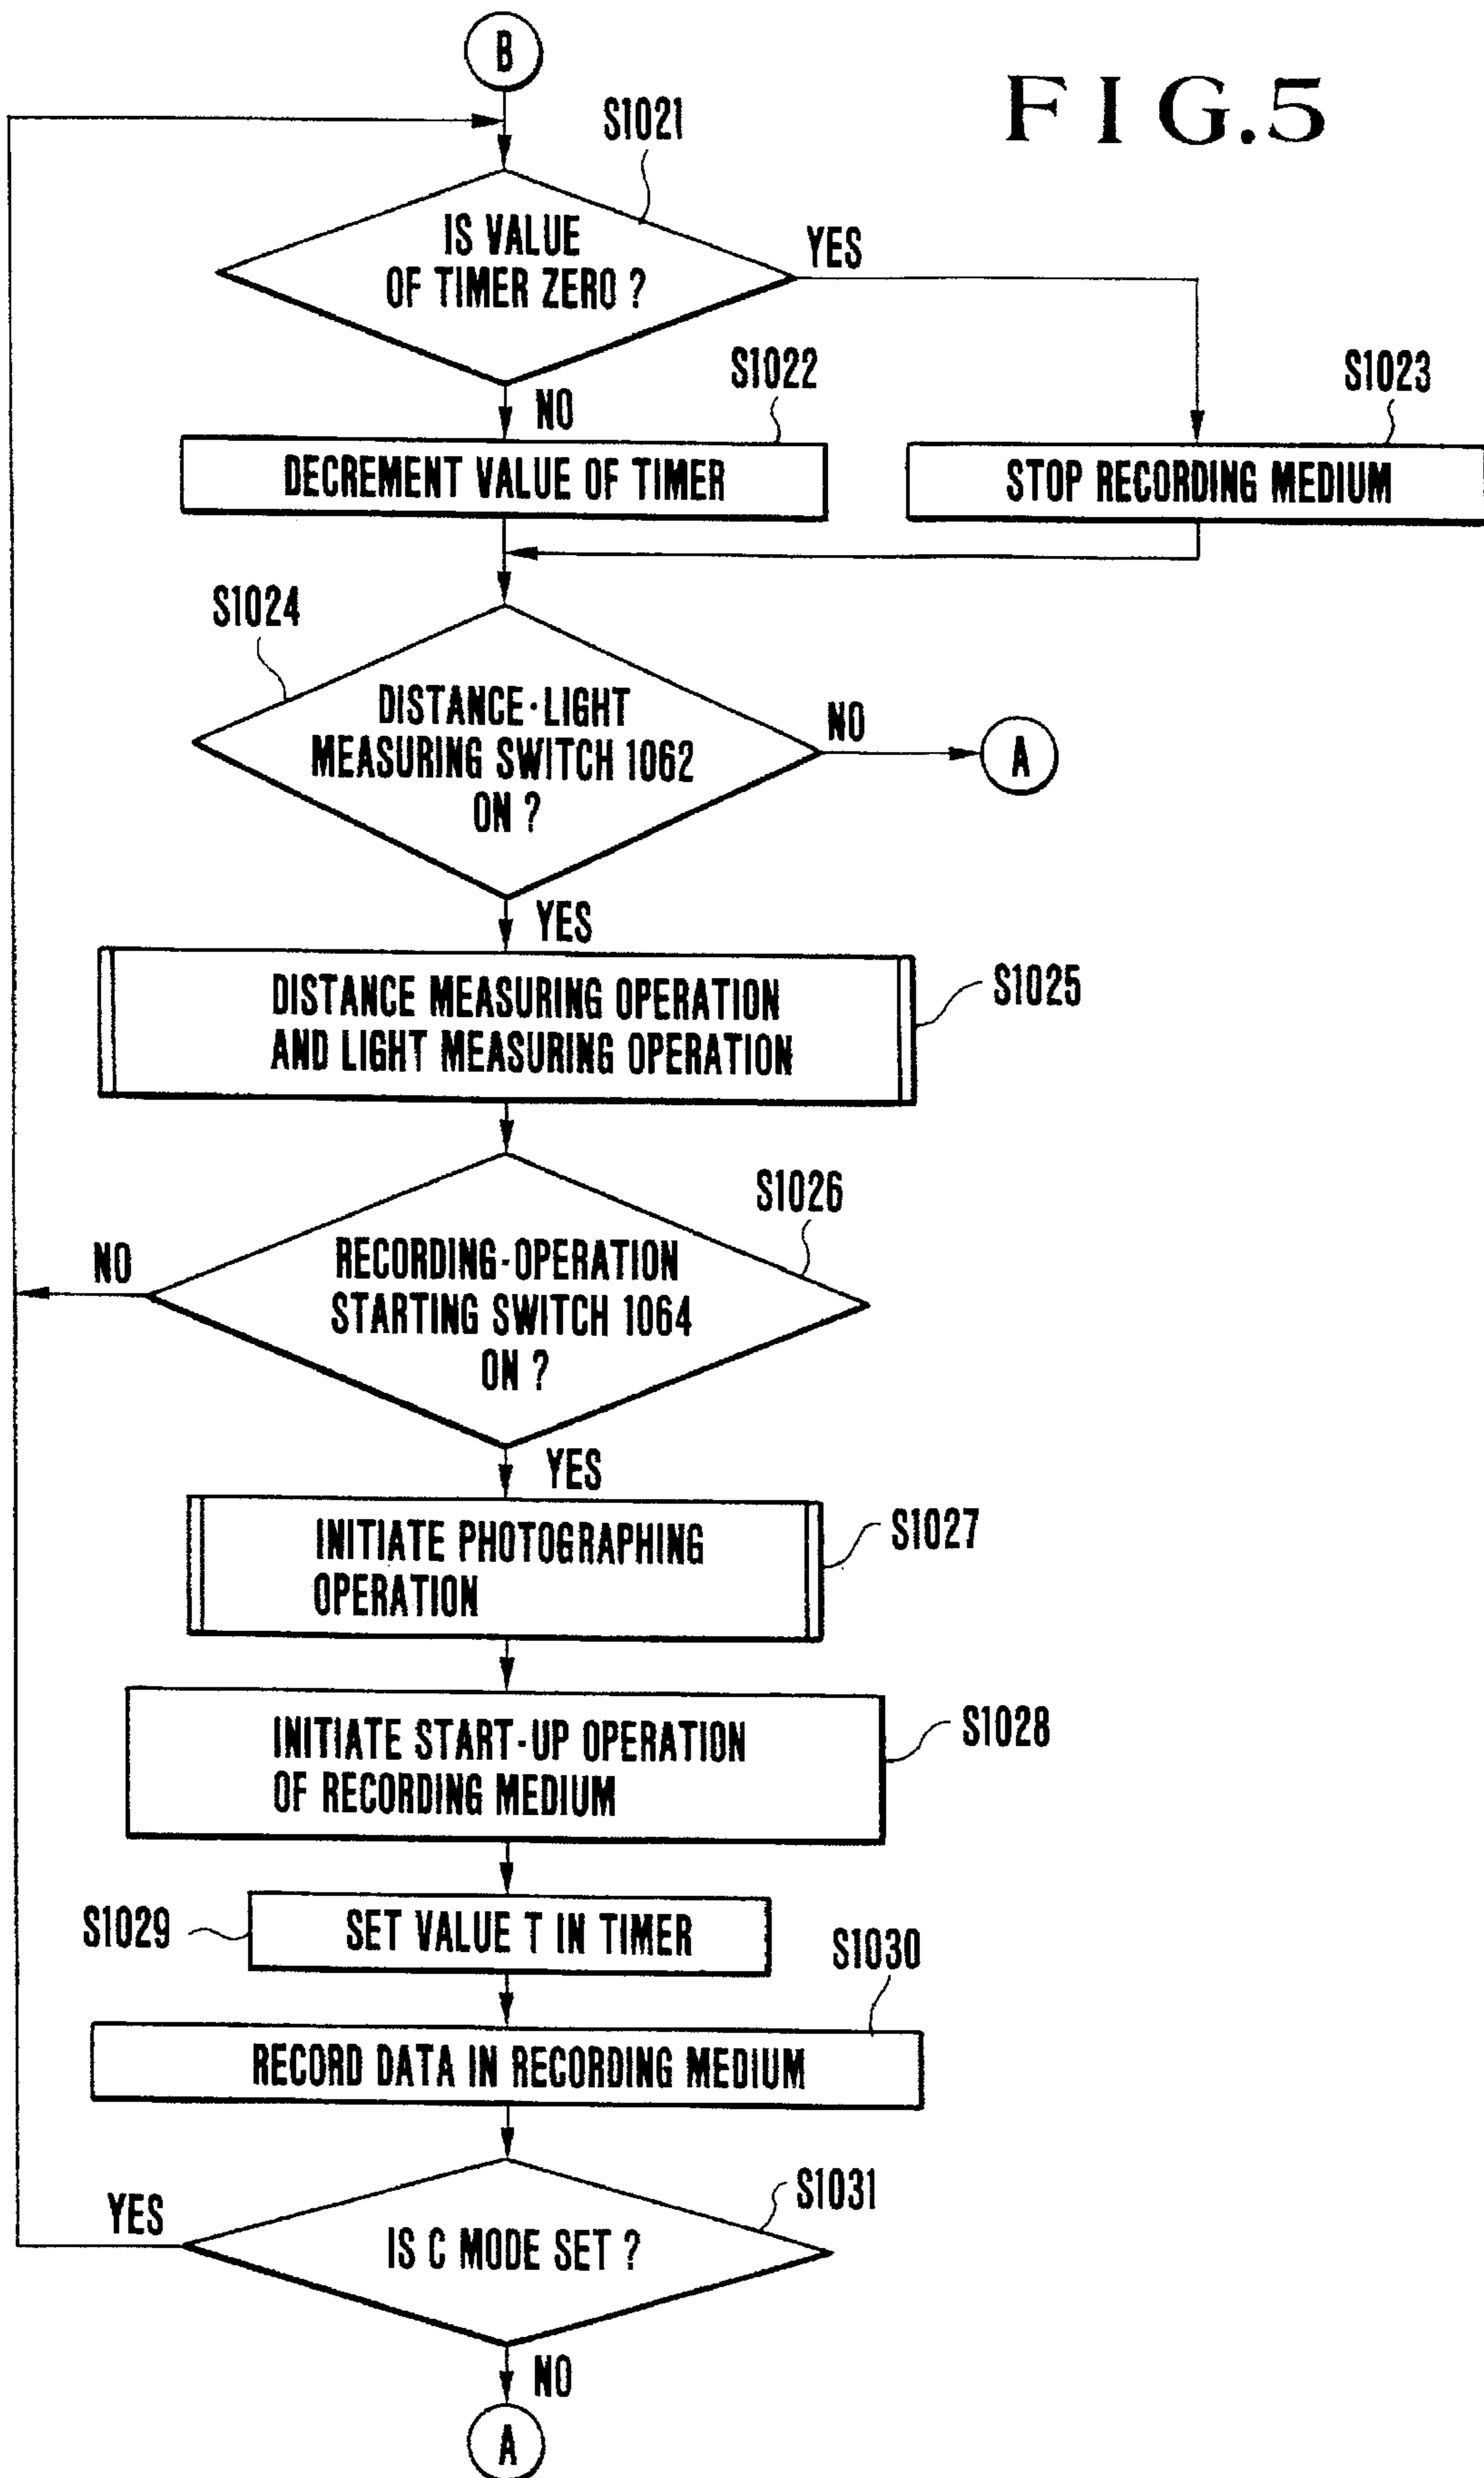 B
FIG.5
S1021
IS VALUE
OF TIMER ZERO ?
YES
NO
S1022
S1023
DECREMENT VALUE OF TIMER
STOP RECORDING MEDIUM
S1024
DISTANCE·LIGHT
MEASURING SWITCH 1062
ON ?
NO
A
YES
DISTANCE MEASURING OPERATION
AND LIGHT MEASURING OPERATION
S1025
S1026
NO
RECORDING-OPERATION
STARTING SWITCH 1064
ON ?
YES
INITIATE PHOTOGRAPHING
OPERATION
S1027
INITIATE START-UP OPERATION
OF RECORDING MEDIUM
S1028
S1029
SET VALUE T IN TIMER
S1030
RECORD DATA IN RECORDING MEDIUM
S1031
YES
IS C MODE SET ?
NO
A